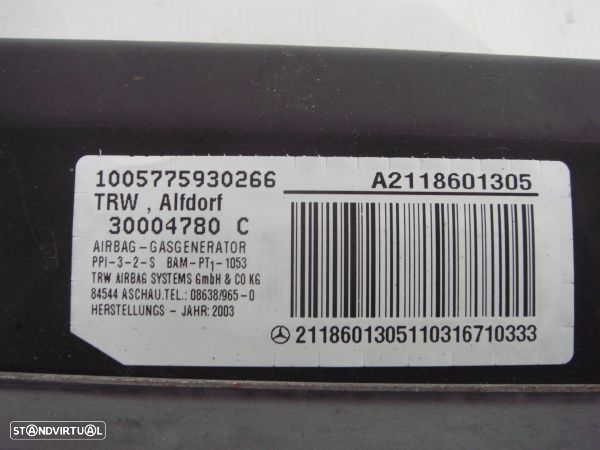 1005775930266 A2118601305
TRW , Alfdorf
30004780 C
AIRBAG-GASGENERATOR
PPI-3-2-S BAM-PT1-1053
TRW AIRBAG SYSTEMS GmbH & CO KG
84544 ASCHAU.TEL.: 08638/965-0
HERSTELLUNGS - JAHR: 2003
2118601305110316710333
STANDVIRTUAL